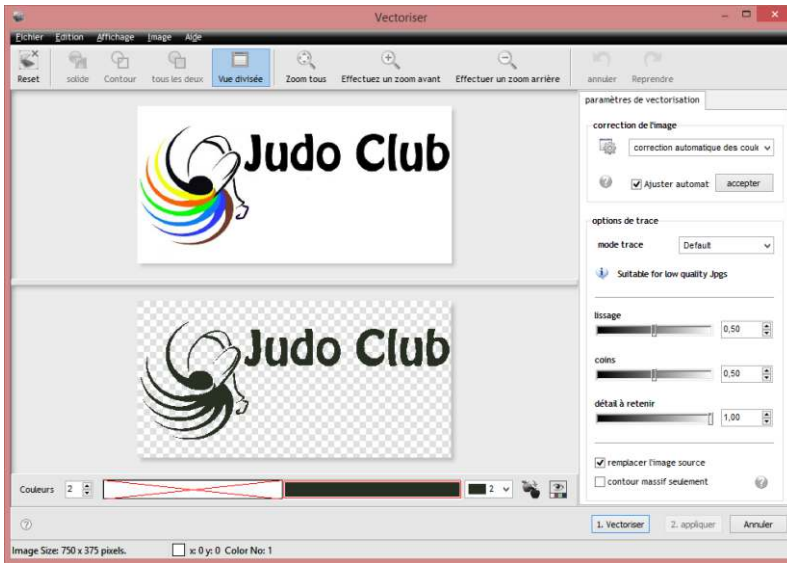 Vectoriser
Fichier Edition Affichage Image Aide
Reset solide Contour tous les deux Vue divisée Zoom tous Effectuez un zoom avant Effectuer un zoom arrière annuler Reprendre
paramètres de vectorisation
correction de l'image
correction automatique des coule
Ajuster automat accepter
options de trace
mode trace Default
Suitable for low quality Jpgs
lissage
0,50
coins
0,50
détail à retenir
1,00
remplacer l'image source
contour massif seulement
Judo Club
Judo Club
Couleurs 2 2
1. Vectoriser 2. appliquer Annuler
Image Size: 750 x 375 pixels. x: 0 y: 0 Color No: 1